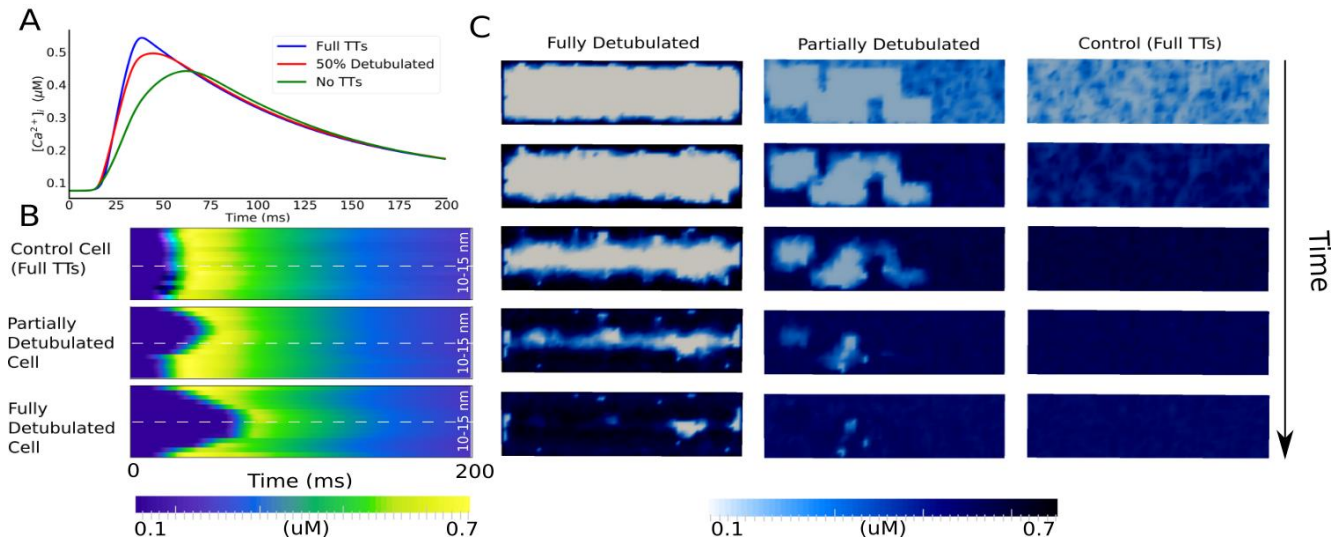 A
[Ca²⁺]ᵢ (μM)
0.5
0.4
0.3
0.2
0.1
Full TTs
50% Detubulated
No TTs
0 25 50 75 100 125 150 175 200
Time (ms)
B
Control Cell
(Full TTs)
10-15 nm
Partially
Detubulated
Cell
10-15 nm
Fully
Detubulated
Cell
10-15 nm
0 200
Time (ms)
0.1 (uM) 0.7
C
Fully Detubulated Partially Detubulated Control (Full TTs)
Time
0.1 (uM) 0.7